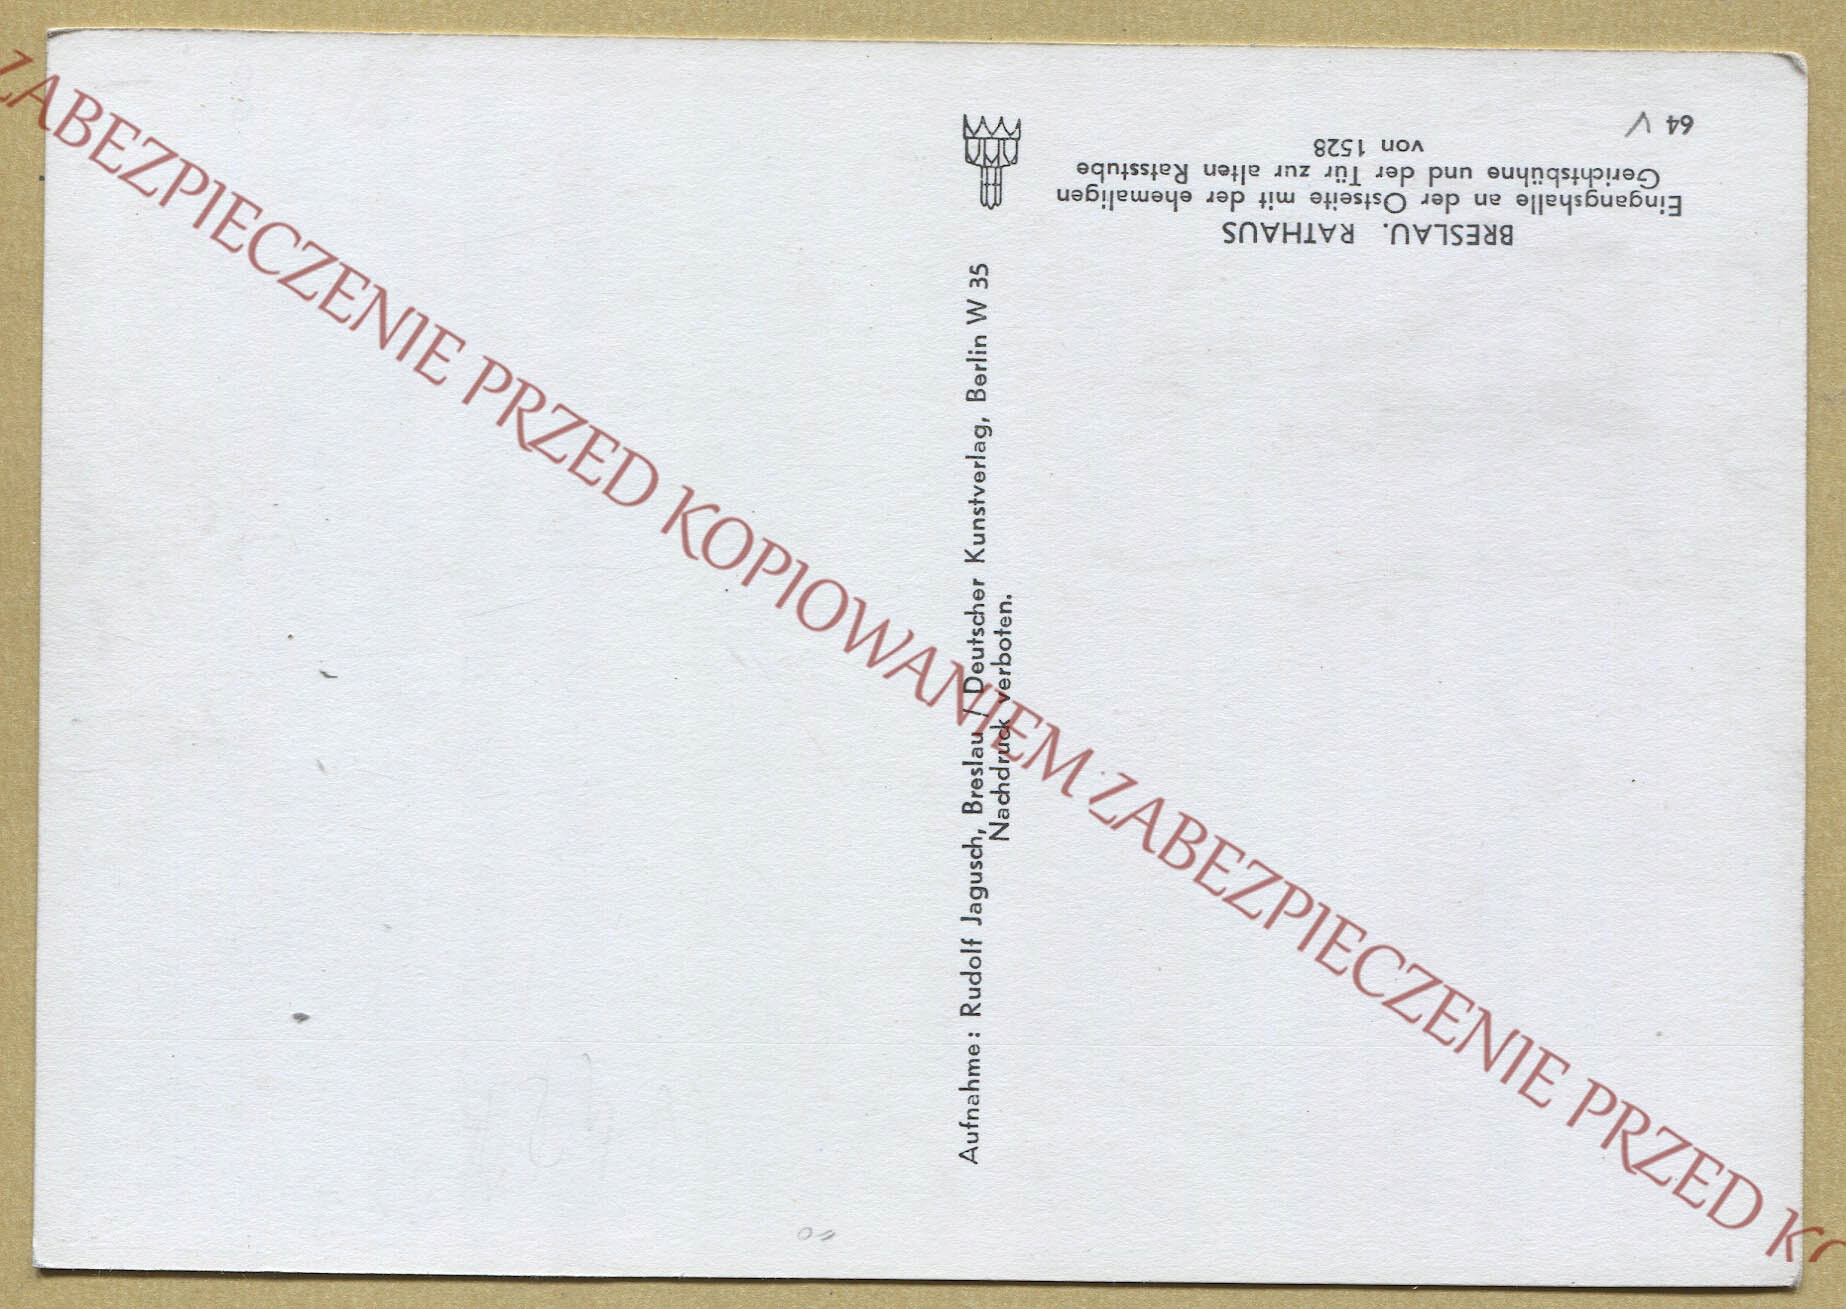 BRESLAU. RATHAUS
Eingangshalle an der Ostseite mit der ehemaligen
Gerichtsbühne und der Tür zur alten Ratsstube
von 1528
64 V
Aufnahme: Rudolf Jagusch, Breslau / Deutscher Kunstverlag, Berlin W 35
Nachdruck verboten.
ZABEZPIECZENIE PRZED KOPIOWANIEM ZABEZPIECZENIE PRZED KO